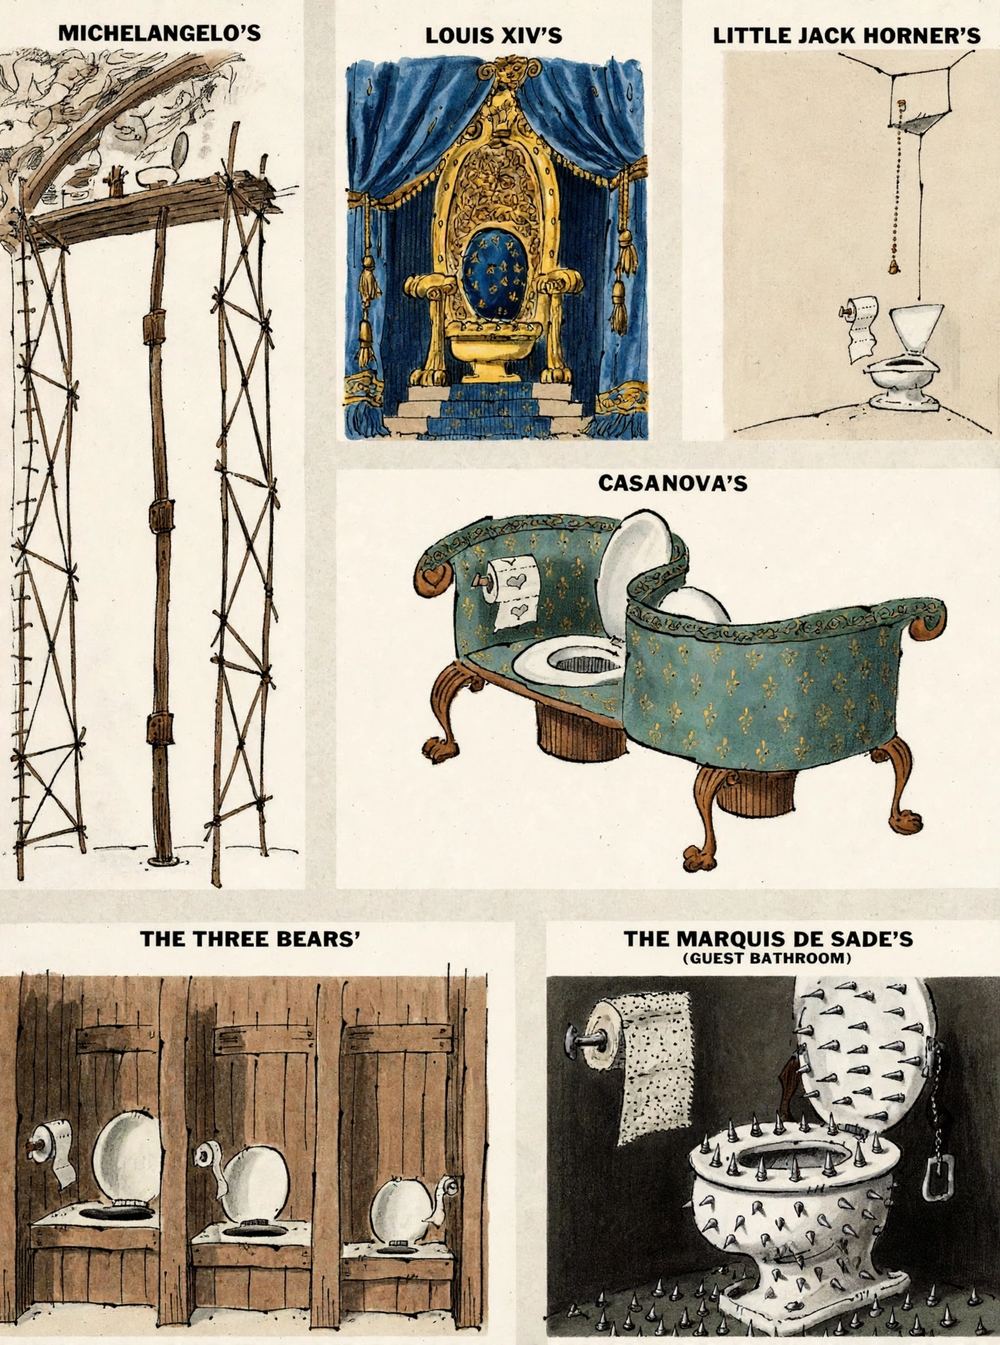 MICHELANGELO’S
LOUIS XIV’S
LITTLE JACK HORNER’S
CASANOVA’S
THE THREE BEARS’
THE MARQUIS DE SADE’S
(GUEST BATHROOM)